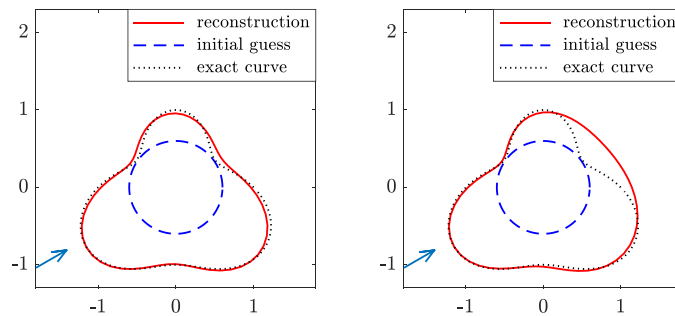 2
reconstruction
initial guess
exact curve
1
0
-1
-1
0
1
2
reconstruction
initial guess
exact curve
1
0
-1
-1
0
1